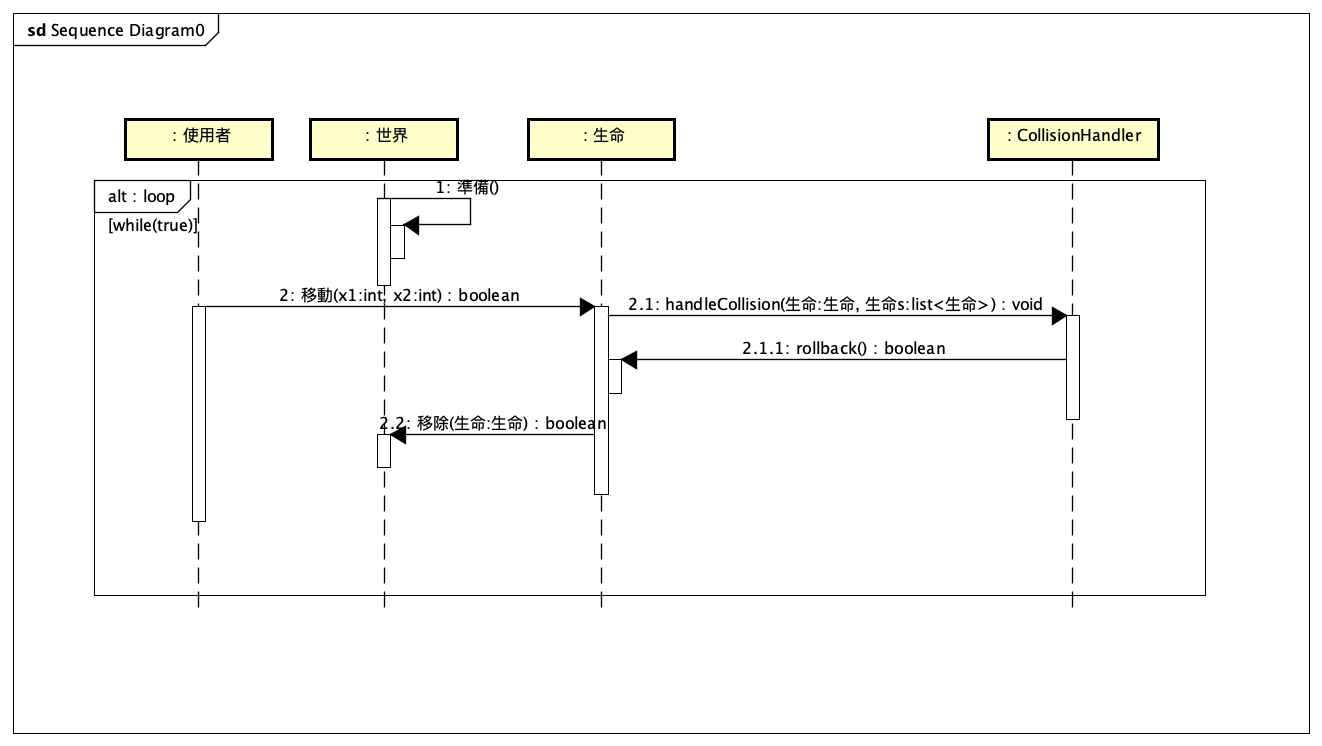 sd Sequence Diagram0
: 使用者
: 世界
: 生命
: CollisionHandler
alt : loop
1: 準備()
[while(true)]
2: 移動(x1:int, x2:int) : boolean
2.1: handleCollision(生命:生命, 生命s:list<生命>) : void
2.1.1: rollback() : boolean
2.2: 移除(生命:生命) : boolean